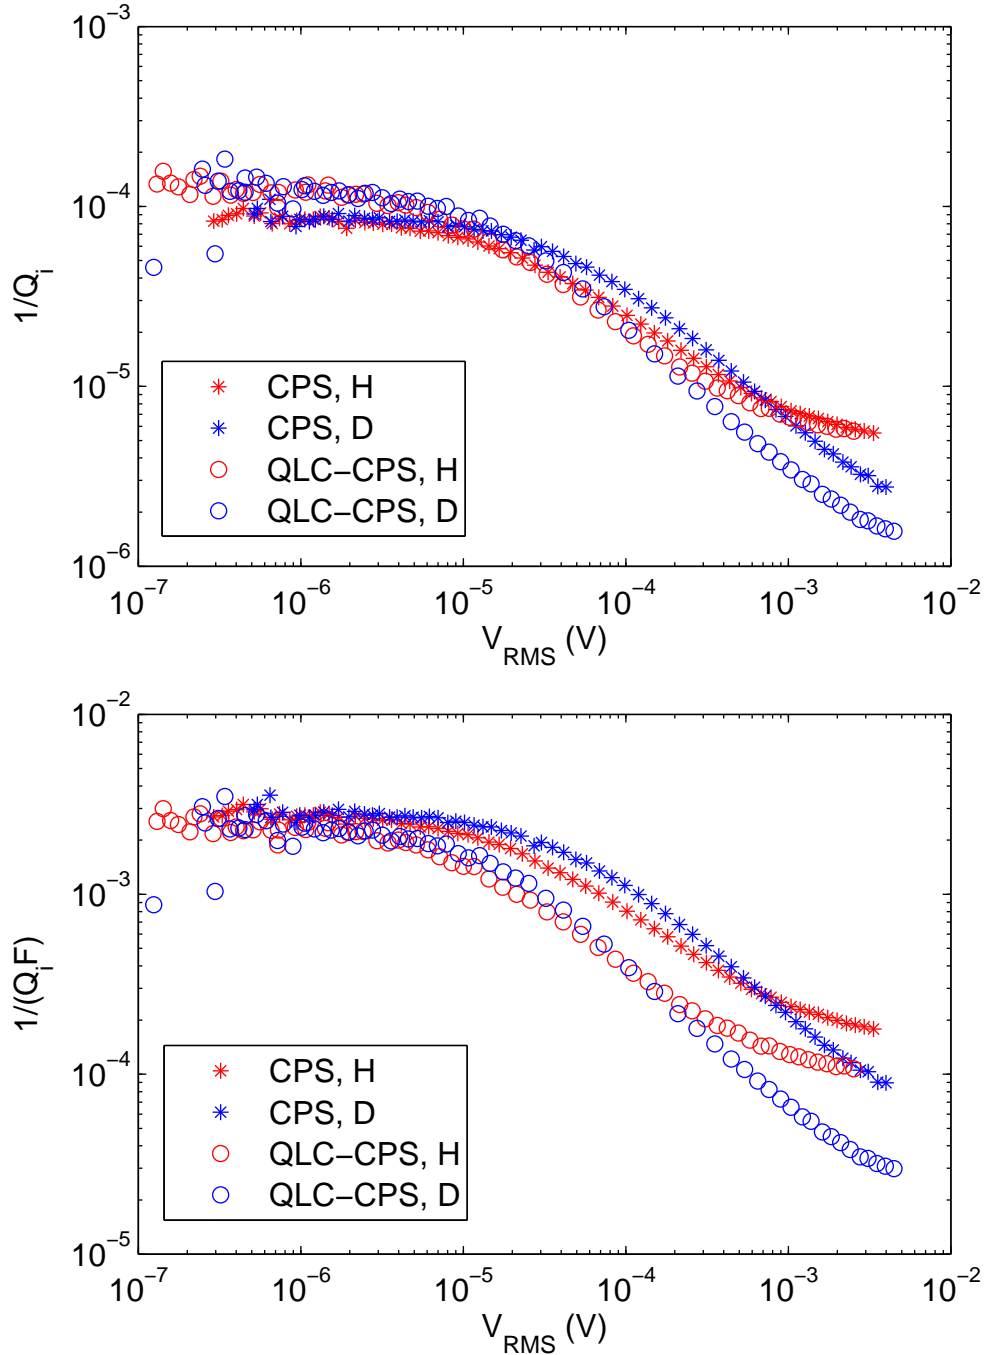 10⁻³
10⁻⁴
10⁻⁵
10⁻⁶
1/Qᵢ
CPS, H
CPS, D
QLC−CPS, H
QLC−CPS, D
10⁻⁷ 10⁻⁶ 10⁻⁵ 10⁻⁴ 10⁻³ 10⁻²
V_RMS (V)
10⁻²
10⁻³
10⁻⁴
10⁻⁵
1/(QᵢF)
CPS, H
CPS, D
QLC−CPS, H
QLC−CPS, D
10⁻⁷ 10⁻⁶ 10⁻⁵ 10⁻⁴ 10⁻³ 10⁻²
V_RMS (V)